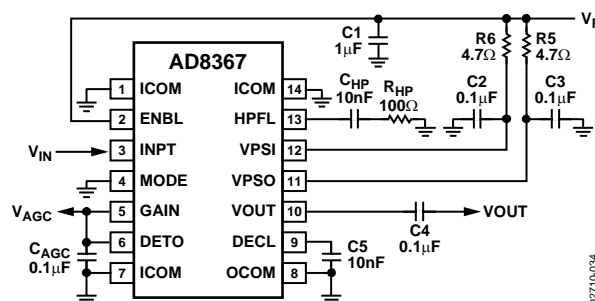 V
R6
4.7Ω
R5
4.7Ω
C1
1μF
AD8367
1 ICOM
ICOM 14
C2
0.1μF
C3
0.1μF
CHP
10nF
RHP
100Ω
2 ENBL
HPFL 13
VIN
3 INPT
VPSI 12
4 MODE
VPSO 11
VAGC
5 GAIN
VOUT 10
VOUT
C4
0.1μF
6 DETO
DECL 9
CAGC
0.1μF
C5
10nF
7 ICOM
OCOM 8
02710-034